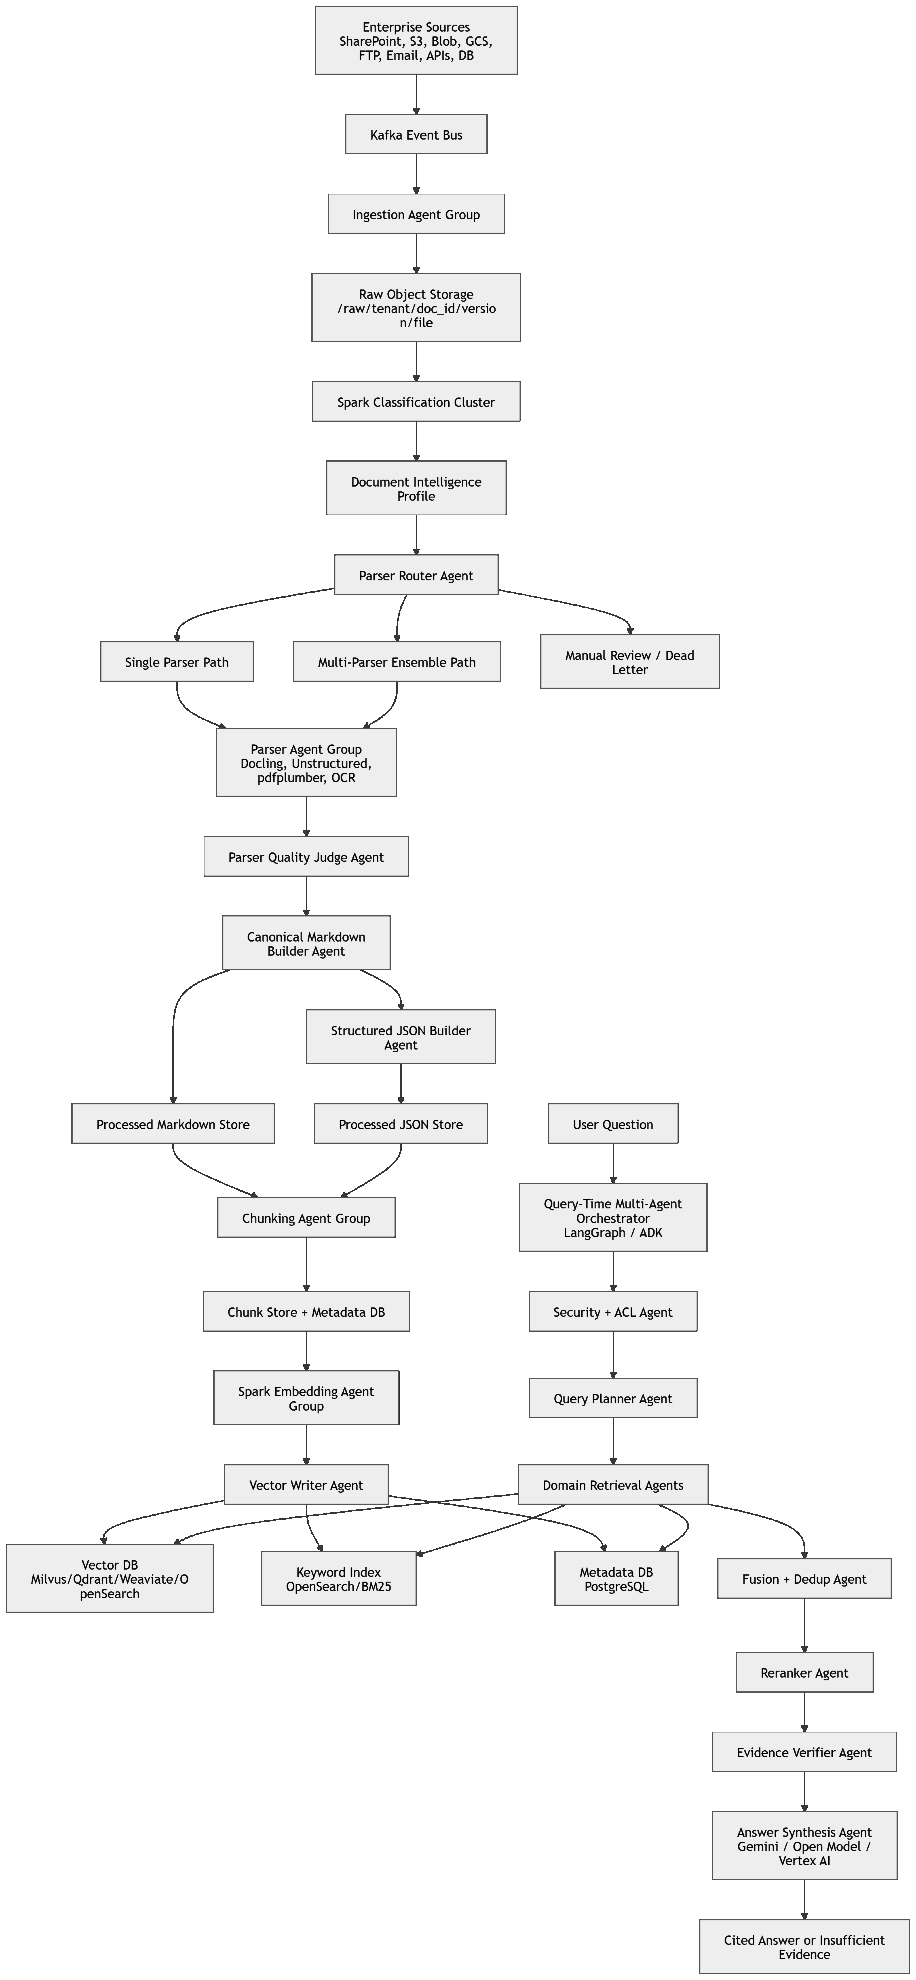 Enterprise Sources
SharePoint, S3, Blob, GCS,
FTP, Email, APIs, DB
Kafka Event Bus
Ingestion Agent Group
Raw Object Storage
/raw/tenant/doc_id/versio
n/file
Spark Classification Cluster
Document Intelligence
Profile
Parser Router Agent
Single Parser Path
Multi-Parser Ensemble Path
Manual Review / Dead
Letter
Parser Agent Group
Docling, Unstructured,
pdfplumber, OCR
Parser Quality Judge Agent
Canonical Markdown
Builder Agent
Structured JSON Builder
Agent
Processed Markdown Store
Processed JSON Store
User Question
Chunking Agent Group
Query-Time Multi-Agent
Orchestrator
LangGraph / ADK
Chunk Store + Metadata DB
Security + ACL Agent
Spark Embedding Agent
Group
Query Planner Agent
Vector Writer Agent
Domain Retrieval Agents
Vector DB
Milvus/Qdrant/Weaviate/O
penSearch
Keyword Index
OpenSearch/BM25
Metadata DB
PostgreSQL
Fusion + Dedup Agent
Reranker Agent
Evidence Verifier Agent
Answer Synthesis Agent
Gemini / Open Model /
Vertex AI
Cited Answer or Insufficient
Evidence